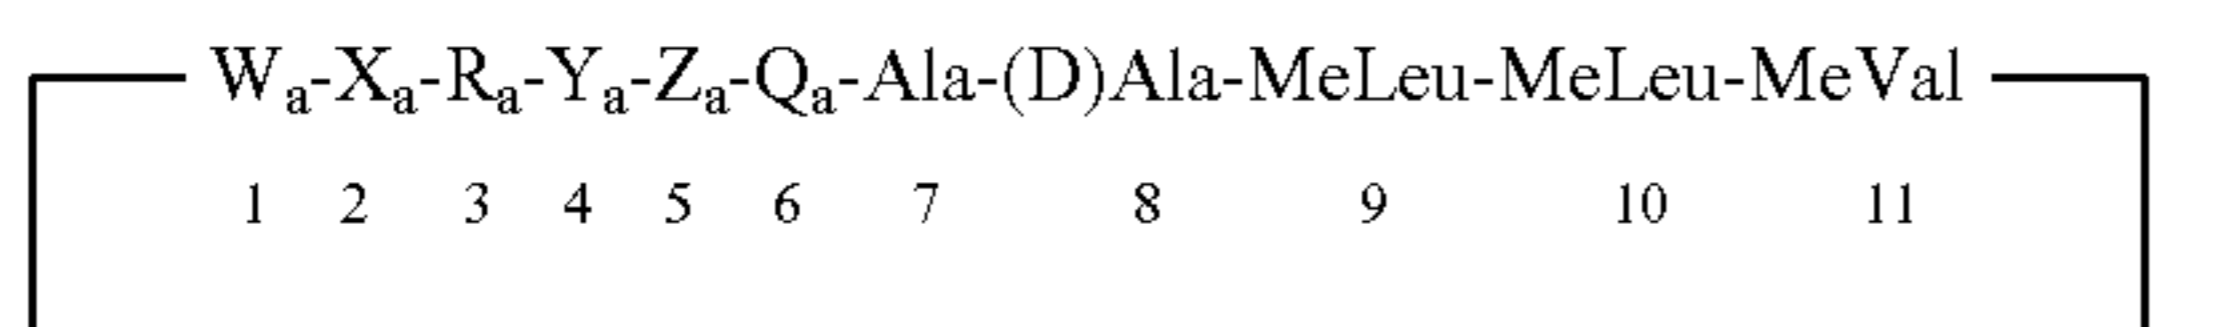 Wa-Xa-Ra-Ya-Za-Qa-Ala-(D)Ala-MeLeu-MeLeu-MeVal
1 2 3 4 5 6 7 8 9 10 11